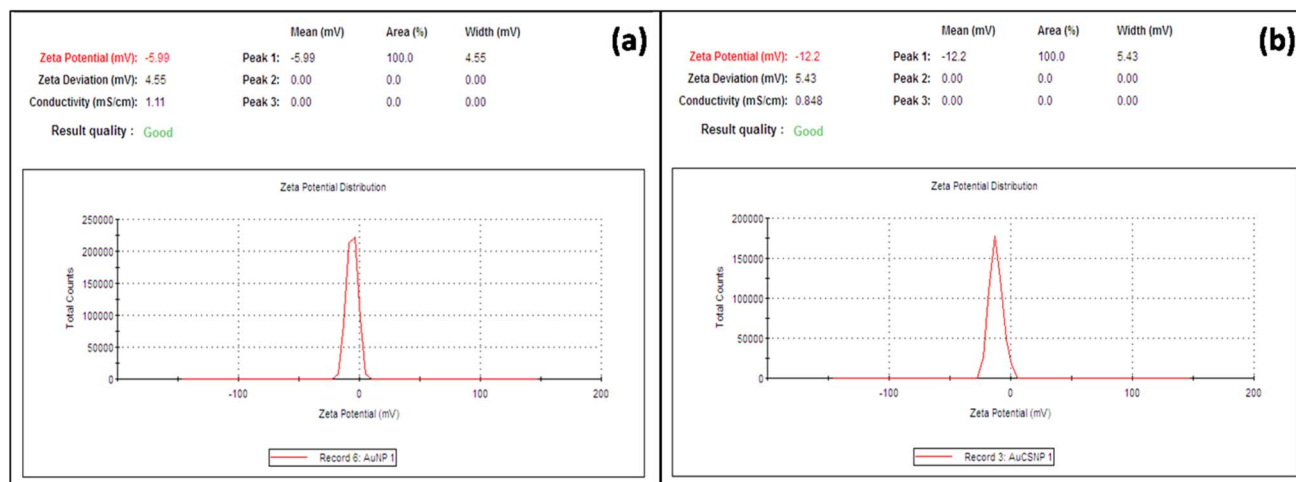 (a)
Mean (mV) Area (%) Width (mV)
Zeta Potential (mV): -5.99 Peak 1: -5.99 100.0 4.55
Zeta Deviation (mV): 4.55 Peak 2: 0.00 0.0 0.00
Conductivity (mS/cm): 1.11 Peak 3: 0.00 0.0 0.00
Result quality : Good
Zeta Potential Distribution
250000
200000
150000
100000
50000
0
Total Counts
-100 0 100 200
Zeta Potential (mV)
Record 6: AuNP 1
(b)
Mean (mV) Area (%) Width (mV)
Zeta Potential (mV): -12.2 Peak 1: -12.2 100.0 5.43
Zeta Deviation (mV): 5.43 Peak 2: 0.00 0.0 0.00
Conductivity (mS/cm): 0.848 Peak 3: 0.00 0.0 0.00
Result quality : Good
Zeta Potential Distribution
200000
150000
100000
50000
0
Total Counts
-100 0 100 200
Zeta Potential (mV)
Record 3: AuCSNP 1